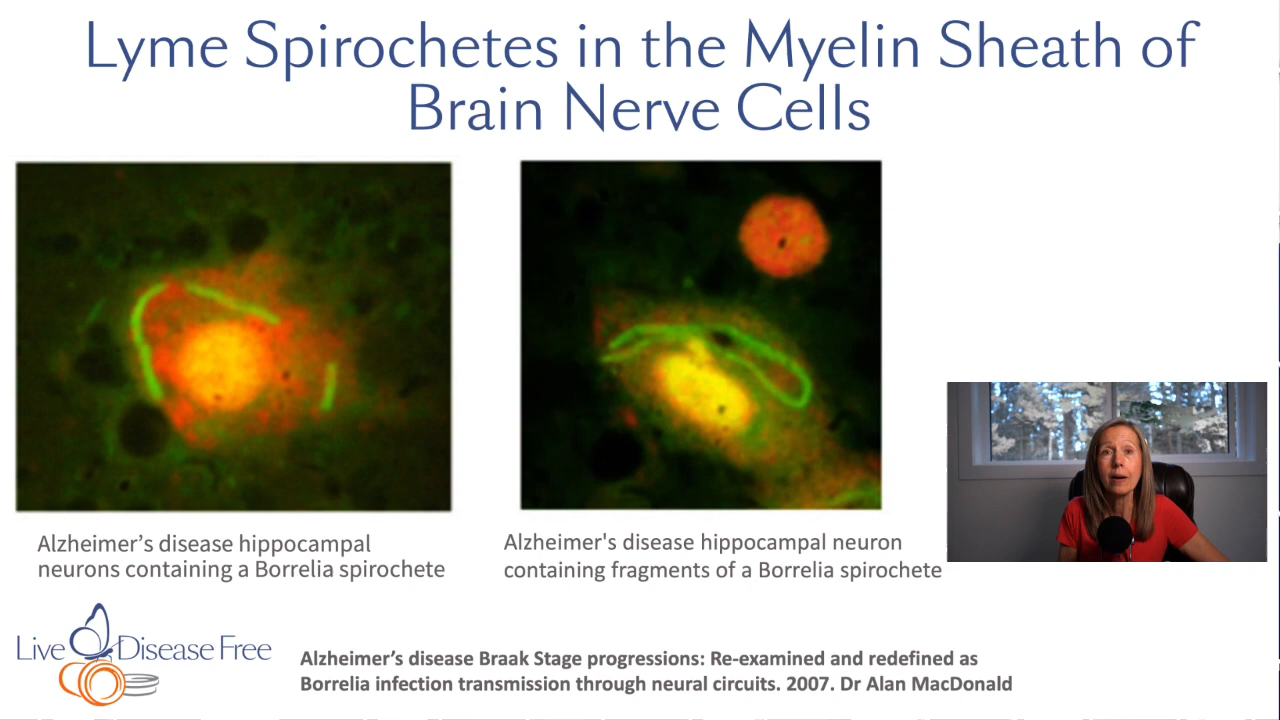 Lyme Spirochetes in the Myelin Sheath of
Brain Nerve Cells
Alzheimer’s disease hippocampal
neurons containing a Borrelia spirochete
Alzheimer's disease hippocampal neuron
containing fragments of a Borrelia spirochete
Live Disease Free
Alzheimer’s disease Braak Stage progressions: Re-examined and redefined as
Borrelia infection transmission through neural circuits. 2007. Dr Alan MacDonald